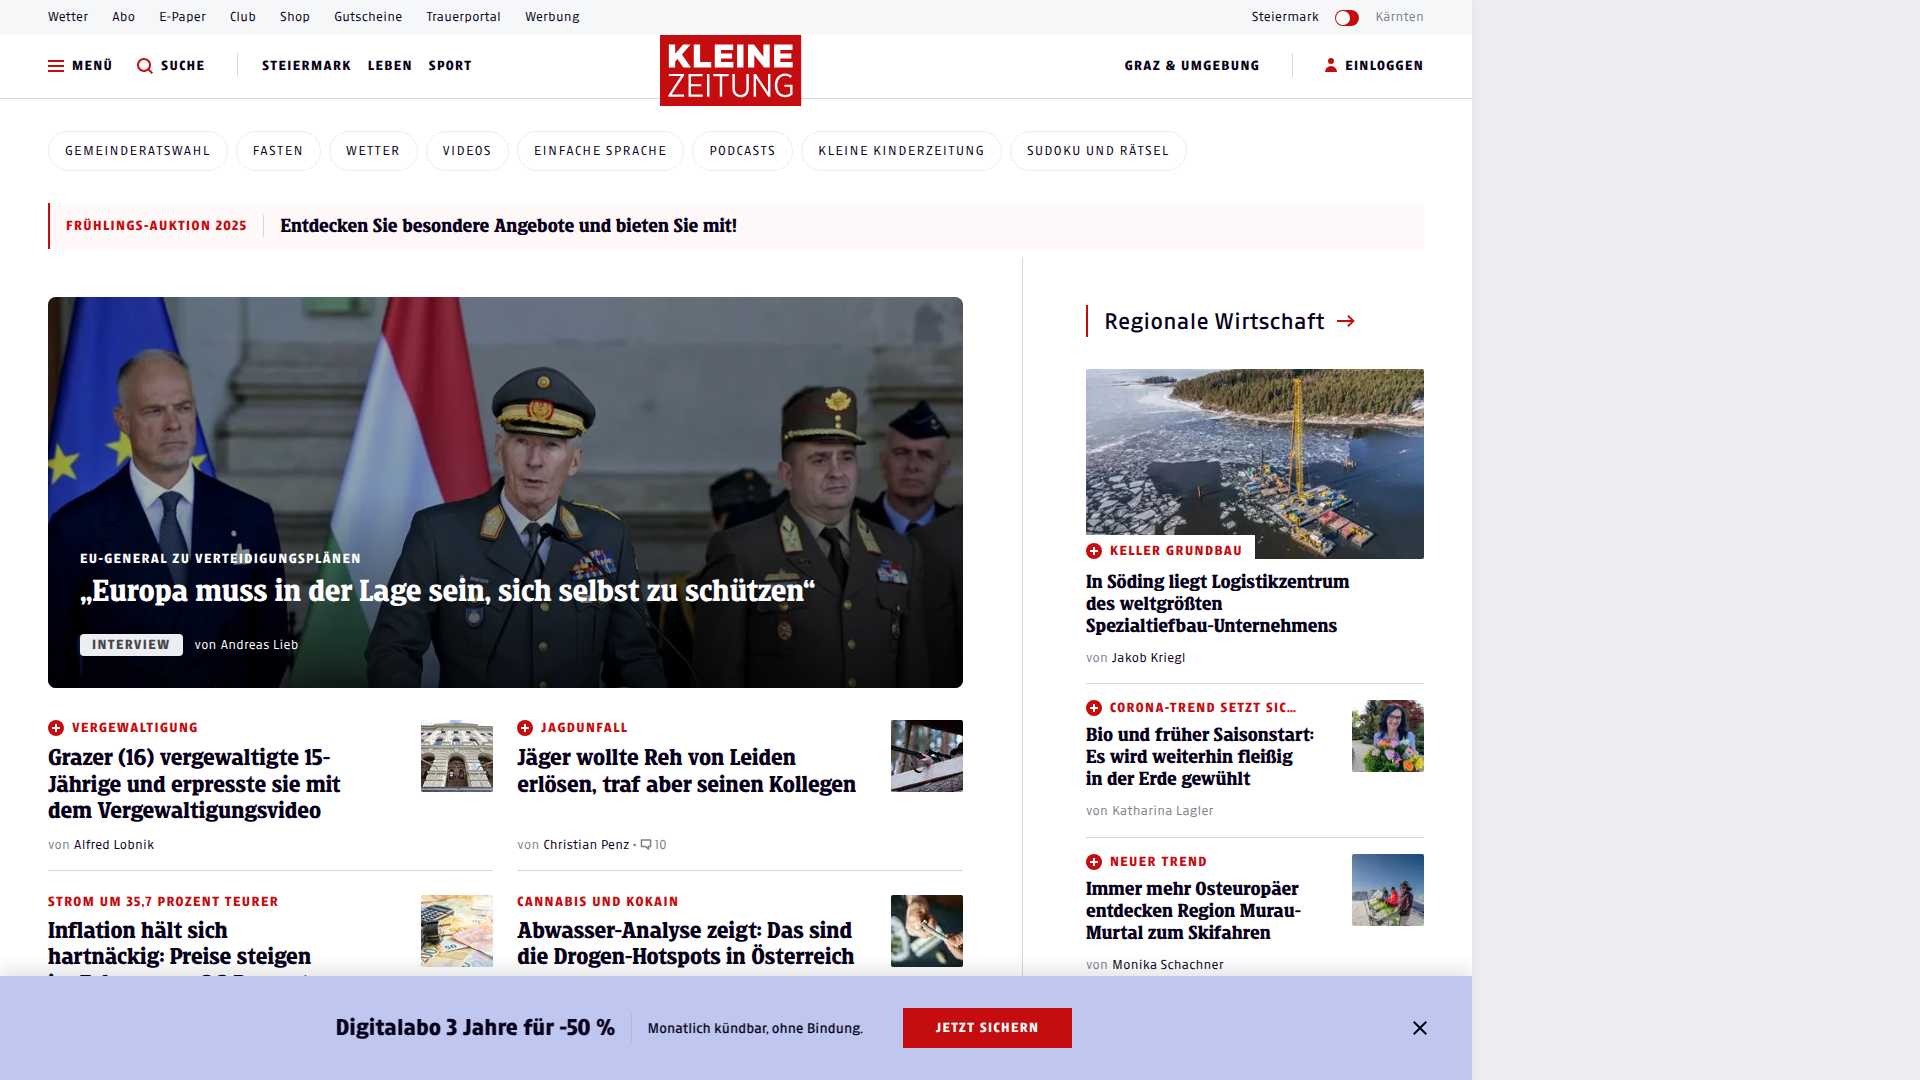 Wetter Abo E-Paper Club Shop Gutscheine Trauerportal Werbung Steiermark Kärnten
MENÜ SUCHE STEIERMARK LEBEN SPORT KLEINE ZEITUNG GRAZ & UMGEBUNG EINLOGGEN
GEMEINDERATSWAHL FASTEN WETTER VIDEOS EINFACHE SPRACHE PODCASTS KLEINE KINDERZEITUNG SUDOKU UND RÄTSEL
FRÜHLINGS-AUKTION 2025 Entdecken Sie besondere Angebote und bieten Sie mit!
EU-GENERAL ZU VERTEIDIGUNGSPLÄNEN
„Europa muss in der Lage sein, sich selbst zu schützen“
INTERVIEW von Andreas Lieb
VERGEWALTIGUNG
Grazer (16) vergewaltigte 15-
Jährige und erpresste sie mit
dem Vergewaltigungsvideo
von Alfred Lobnik
JAGDUNFALL
Jäger wollte Reh von Leiden
erlösen, traf aber seinen Kollegen
von Christian Penz · 10
STROM UM 35,7 PROZENT TEURER
Inflation hält sich
hartnäckig: Preise steigen
CANNABIS UND KOKAIN
Abwasser-Analyse zeigt: Das sind
die Drogen-Hotspots in Österreich
Regionale Wirtschaft
KELLER GRUNDBAU
In Söding liegt Logistikzentrum
des weltgrößten
Spezialtiefbau-Unternehmens
von Jakob Kriegl
CORONA-TREND SETZT SIC...
Bio und früher Saisonstart:
Es wird weiterhin fleißig
in der Erde gewühlt
von Katharina Lagler
NEUER TREND
Immer mehr Osteuropäer
entdecken Region Murau-
Murtal zum Skifahren
von Monika Schachner
Digitalabo 3 Jahre für -50 % Monatlich kündbar, ohne Bindung. JETZT SICHERN